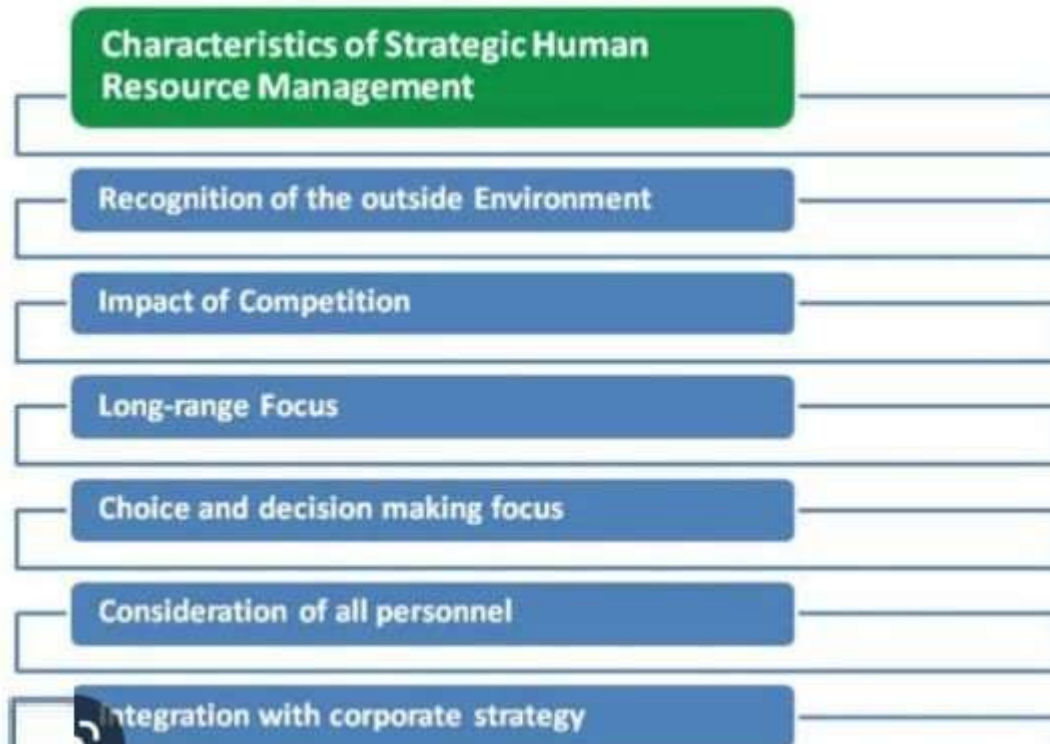 Characteristics of Strategic Human
Resource Management
Recognition of the outside Environment
Impact of Competition
Long-range Focus
Choice and decision making focus
Consideration of all personnel
Integration with corporate strategy